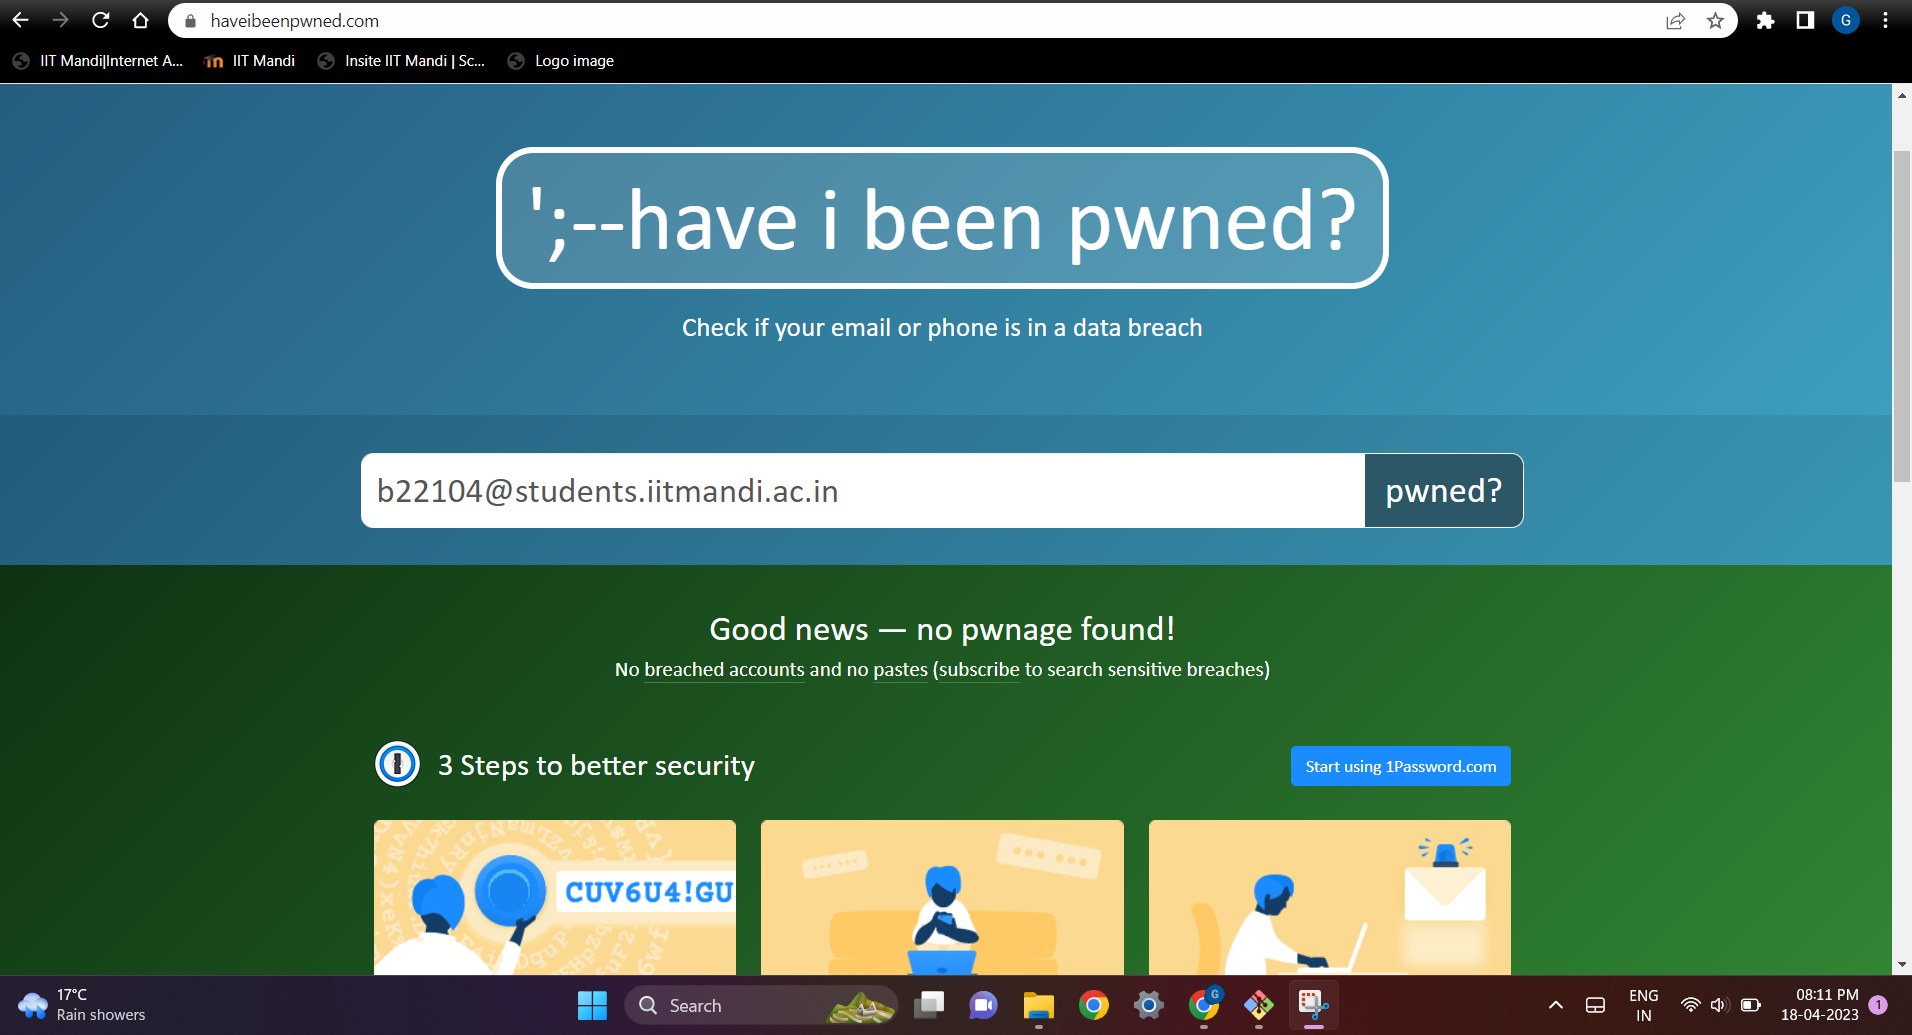 haveibeenpwned.com
G
IIT Mandi|Internet A...
IIT Mandi
Insite IIT Mandi | Sc...
Logo image
';--have i been pwned?
Check if your email or phone is in a data breach
b22104@students.iitmandi.ac.in
pwned?
Good news — no pwnage found!
No breached accounts and no pastes (subscribe to search sensitive breaches)
3 Steps to better security
Start using 1Password.com
CUV6U4!GU
17°C
Rain showers
Search
G
ENG
IN
08:11 PM
18-04-2023
1